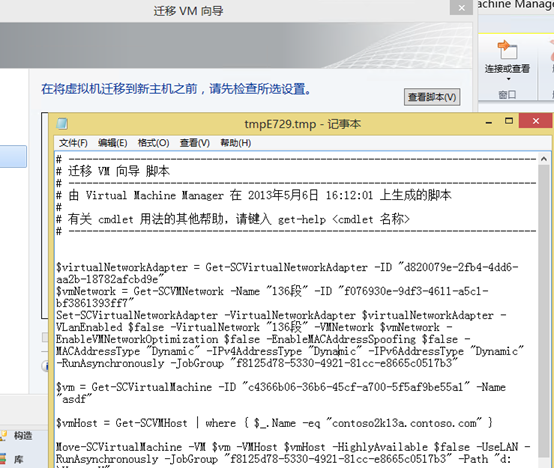 迁移 VM 向导
achine Manager
在将虚拟机迁移到新主机之前，请先检查所选设置。
连接或查看
窗口
查看脚本(V)
tmpE729.tmp - 记事本
文件(F) 编辑(E) 格式(O) 查看(V) 帮助(H)
# ------------------------------------------------------------------------------
# 迁移 VM 向导 脚本
# ------------------------------------------------------------------------------
# 由 Virtual Machine Manager 在 2013年5月6日 16:12:01 上生成的脚本
#
# 有关 cmdlet 用法的其他帮助，请键入 get-help <cmdlet 名称>
# ------------------------------------------------------------------------------
$virtualNetworkAdapter = Get-SCVirtualNetworkAdapter -ID "d820079e-2fb4-4dd6-
aa2b-18782afcbd9e"
$vmNetwork = Get-SCVMNetwork -Name "136段" -ID "f076930e-9df3-4611-a5c1-
bf3861393ff7"
Set-SCVirtualNetworkAdapter -VirtualNetworkAdapter $virtualNetworkAdapter -
VLanEnabled $false -VirtualNetwork "136段" -VMNetwork $vmNetwork -
EnableVMNetworkOptimization $false -EnableMACAddressSpoofing $false -
MACAddressType "Dynamic" -IPv4AddressType "Dynamic" -IPv6AddressType "Dynamic"
-RunAsynchronously -JobGroup "f8125d78-5330-4921-81cc-e8665c0517b3"
$vm = Get-SCVirtualMachine -ID "c4366b06-36b6-45cf-a700-5f5af9be55a1" -Name
"asdf"
$vmHost = Get-SCVMHost | where { $_.Name -eq "contoso2k13a.contoso.com" }
Move-SCVirtualMachine -VM $vm -VMHost $vmHost -HighlyAvailable $false -UseLAN -
RunAsynchronously -JobGroup "f8125d78-5330-4921-81cc-e8665c0517b3" -Path "d:
构造
库